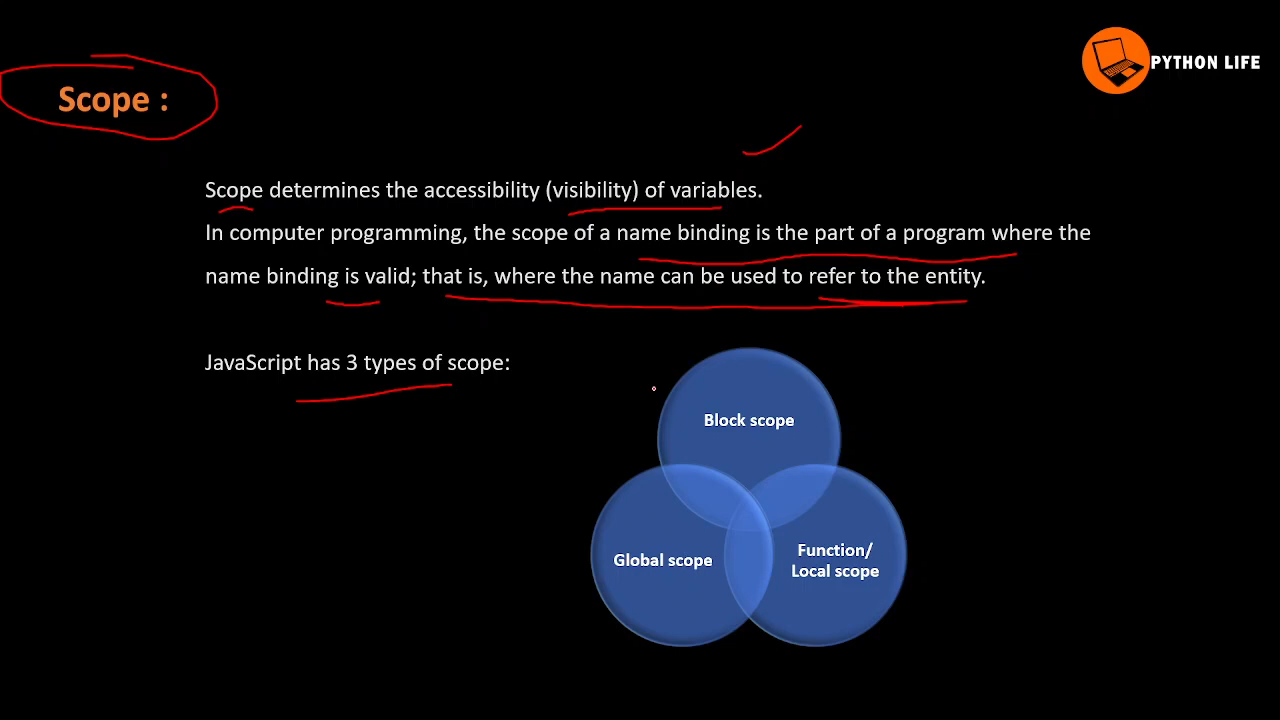 PYTHON LIFE
Scope :
Scope determines the accessibility (visibility) of variables.
In computer programming, the scope of a name binding is the part of a program where the
name binding is valid; that is, where the name can be used to refer to the entity.
JavaScript has 3 types of scope:
Block scope
Global scope
Function/
Local scope